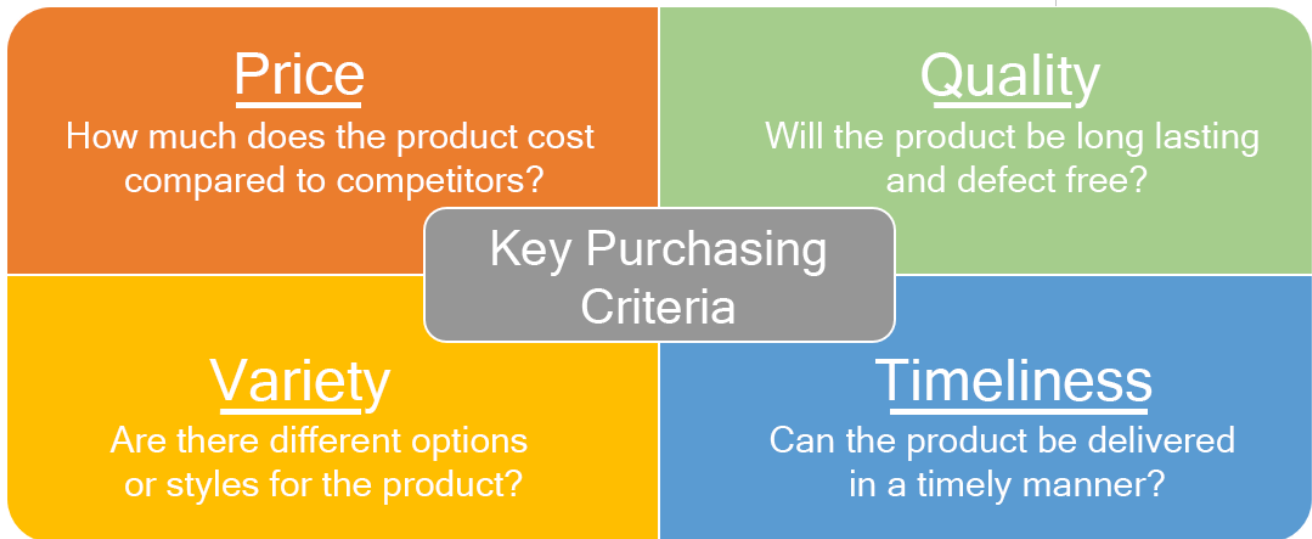 Price
How much does the product cost
compared to competitors?
Quality
Will the product be long lasting
and defect free?
Key Purchasing
Criteria
Variety
Are there different options
or styles for the product?
Timeliness
Can the product be delivered
in a timely manner?